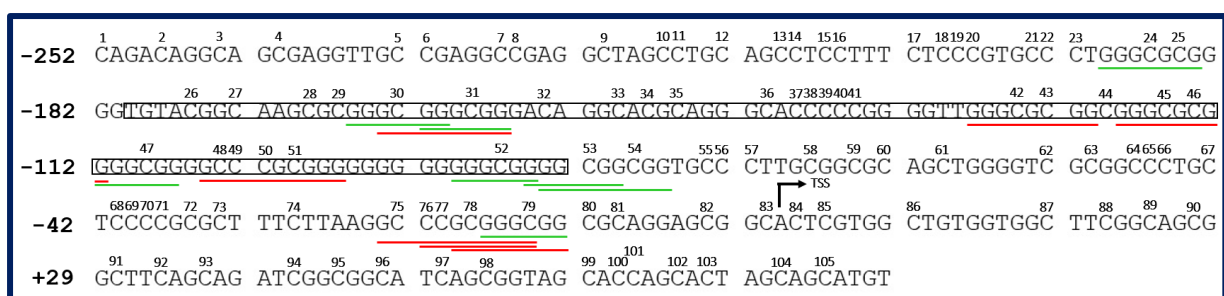 1 2 3 4 5 6 7 8 9 10 11 12 13 14 15 16 17 18 19 20 21 22 23 24 25
-252 CAGACAGGCA GCGAGGTTGC CGAGGCCGAG GCTAGCCTGC AGCCTCCTTT CTCCCGTGCC CTGGGCGCGG
26 27 28 29 30 31 32 33 34 35 36 37 38 39 40 41 42 43 44 45 46
-182 GGTGTACGGC AAGCGCGGGC GGGCGGGACA GGCACGCAGG GCACCCCCGG GGTTGGGCGC GGCGGGCGCG
47 48 49 50 51 52 53 54 55 56 57 58 59 60 61 62 63 64 65 66 67
-112 GGGCGGGGCC CGCGGGGGGG GGGGGCGGGG CGGCGGTGCC CTTGCGGCGC AGCTGGGGTC GCGGCCCTGC
TSS
68 69 70 71 72 73 74 75 76 77 78 79 80 81 82 83 84 85 86 87 88 89 90
-42 TCCCCGCGCT TTCTTAAGGC CCGCGGGCGG CGCAGGAGCG GCACTCGTGG CTGTGGTGGC TTCGGCAGCG
91 92 93 94 95 96 97 98 99 100 101 102 103 104 105
+29 GCTTCAGCAG ATCGGCGGCA TCAGCGGTAG CACCAGCACT AGCAGCATGT